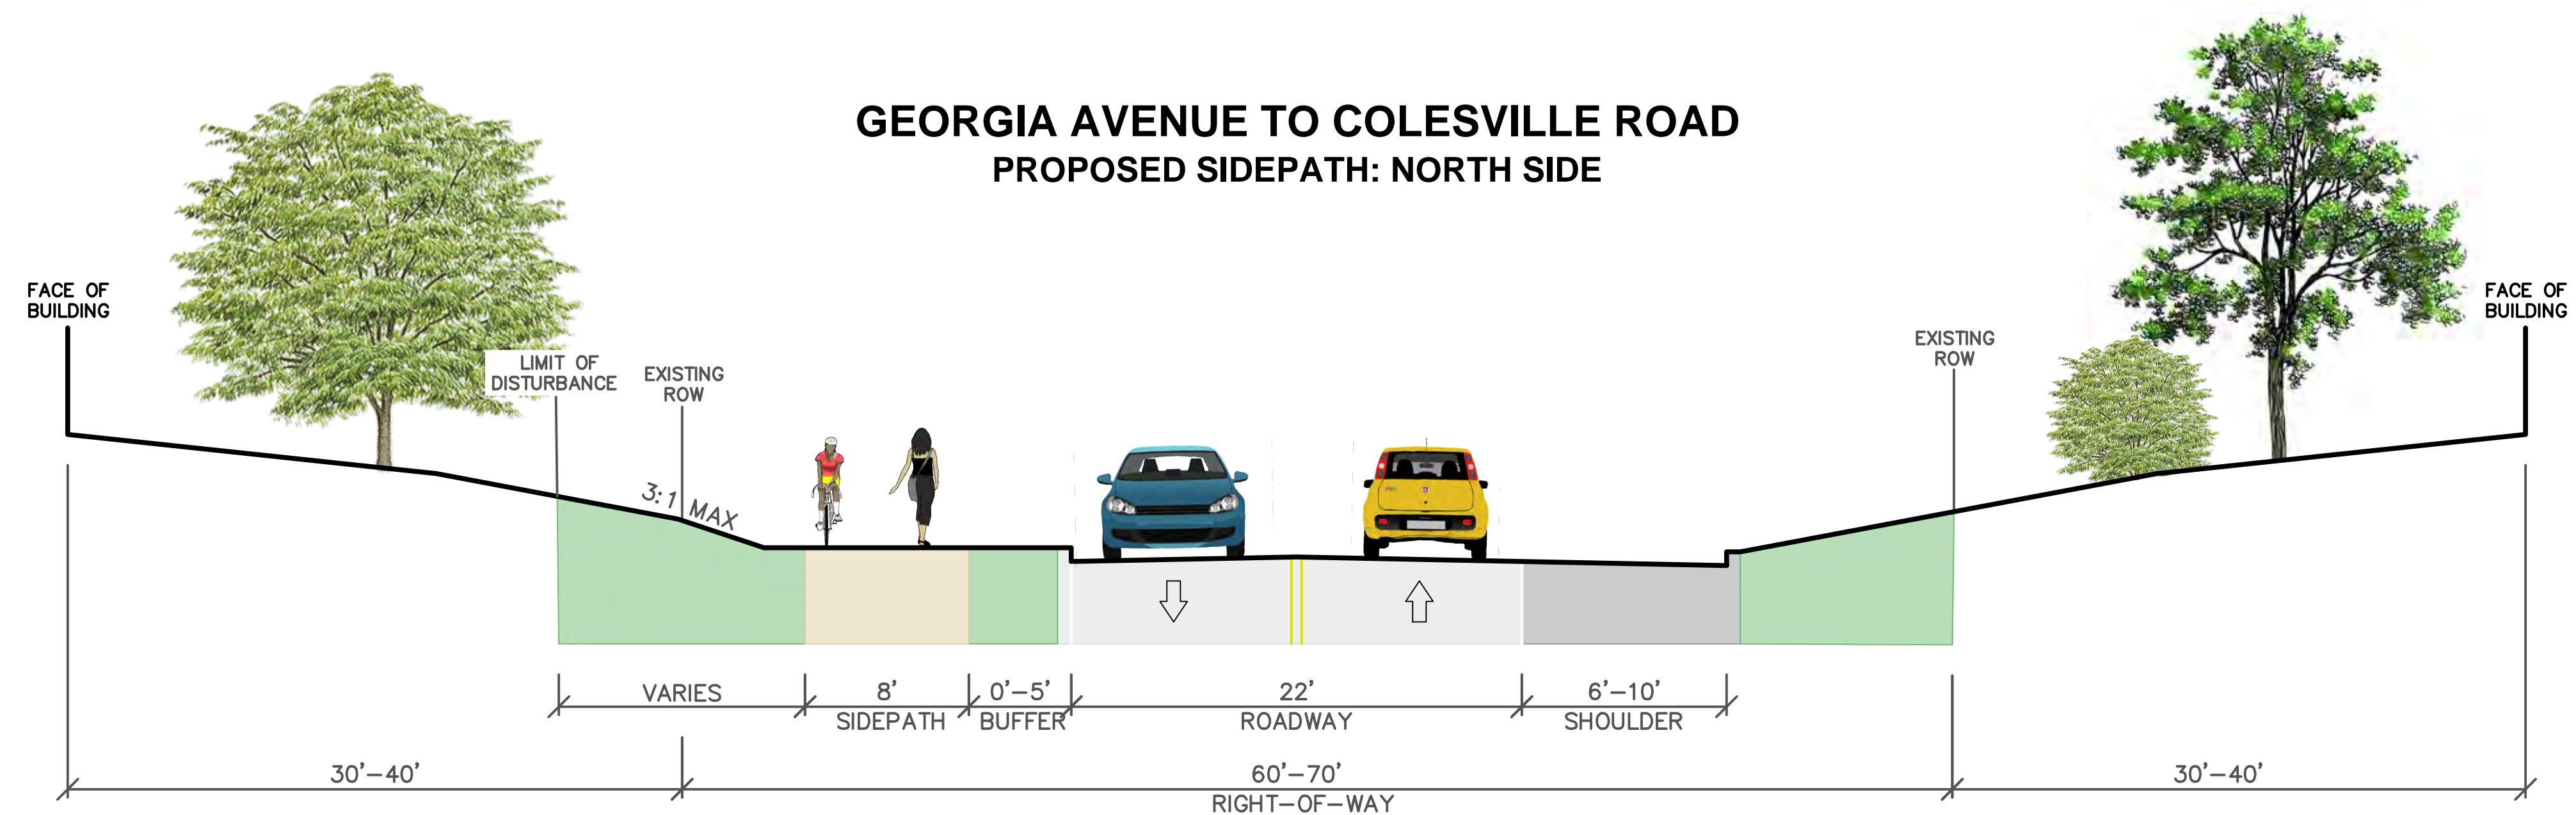 GEORGIA AVENUE TO COLESVILLE ROAD
PROPOSED SIDEPATH: NORTH SIDE
FACE OF
BUILDING
LIMIT OF
DISTURBANCE
EXISTING
ROW
3:1 MAX
EXISTING
ROW
FACE OF
BUILDING
VARIES
8'
SIDEPATH
0'-5'
BUFFER
22'
ROADWAY
6'-10'
SHOULDER
30'-40'
60'-70'
RIGHT-OF-WAY
30'-40'